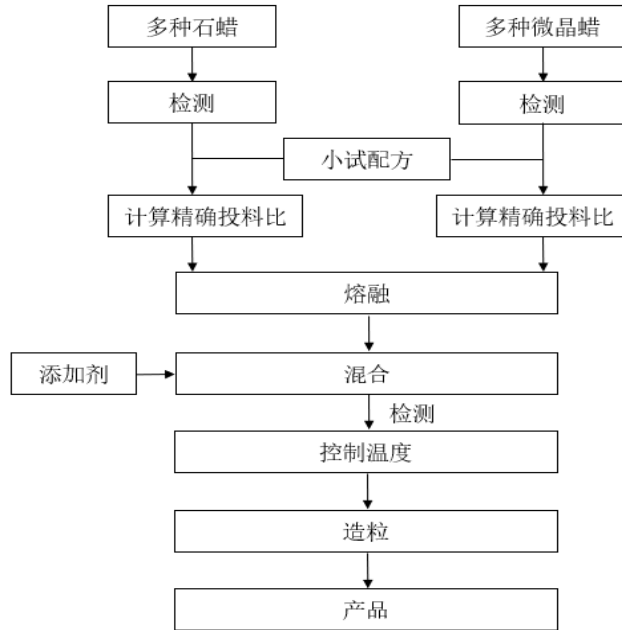 多种石蜡
多种微晶蜡
检测
检测
小试配方
计算精确投料比
计算精确投料比
熔融
添加剂
混合
检测
控制温度
造粒
产品